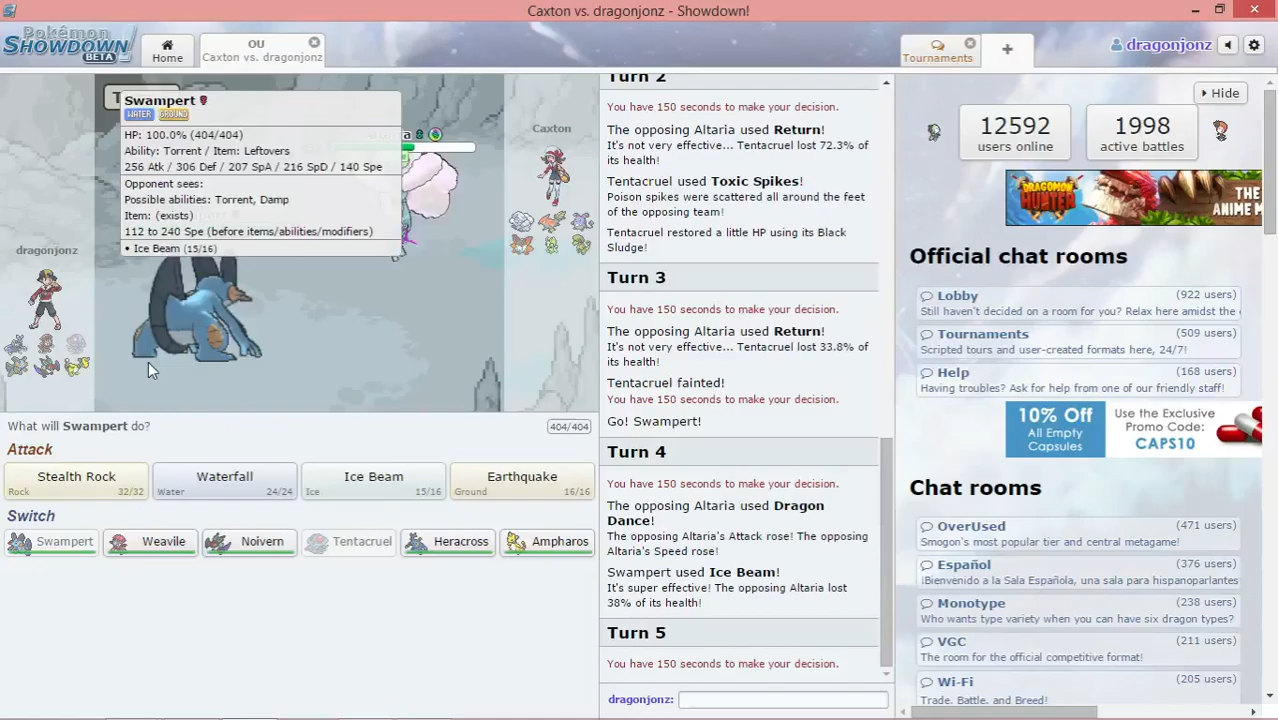 Caxton vs. dragonjonz - Showdown!
Pokémon
SHOWDOWN
BETA
Home
OU
Caxton vs. dragonjonz
Tournaments
+
dragonjonz
Swampert
WATER GROUND
HP: 100.0% (404/404)
Ability: Torrent / Item: Leftovers
256 Atk / 306 Def / 207 SpA / 216 SpD / 140 Spe
Opponent sees:
Possible abilities: Torrent, Damp
Item: (exists)
112 to 240 Spe (before items/abilities/modifiers)
• Ice Beam (15/16)
Caxton
dragonjonz
What will Swampert do?
404/404
Attack
Stealth Rock
Rock 32/32
Waterfall
Water 24/24
Ice Beam
Ice 15/16
Earthquake
Ground 16/16
Switch
Swampert
Weavile
Noivern
Tentacruel
Heracross
Ampharos
Turn 2
You have 150 seconds to make your decision.
The opposing Altaria used Return!
It's not very effective... Tentacruel lost 72.3% of
its health!
Tentacruel used Toxic Spikes!
Poison spikes were scattered all around the feet
of the opposing team!
Tentacruel restored a little HP using its Black
Sludge!
Turn 3
You have 150 seconds to make your decision.
The opposing Altaria used Return!
It's not very effective... Tentacruel lost 33.8% of
its health!
Tentacruel fainted!
You have 150 seconds to make your decision.
Go! Swampert!
Turn 4
You have 150 seconds to make your decision.
The opposing Altaria used Dragon
Dance!
The opposing Altaria's Attack rose! The opposing
Altaria's Speed rose!
Swampert used Ice Beam!
It's super effective! The opposing Altaria lost
38% of its health!
Turn 5
You have 150 seconds to make your decision.
dragonjonz:
Hide
12592
users online
1998
active battles
DRAGOMON
HUNTER
THE
ANIME M
Official chat rooms
Lobby (922 users)
Still haven't decided on a room for you? Relax here amidst the
Tournaments (509 users)
Scripted tours and user-created formats here, 24/7!
Help (168 users)
Having troubles? Ask for help from one of our friendly staff!
10% Off
All Empty
Capsules
Use the Exclusive
Promo Code:
CAPS10
Chat rooms
OverUsed (471 users)
Smogon's most popular tier and central metagame!
Español (376 users)
¡Bienvenido a la Sala Española, una sala para hispanoparlantes
Monotype (238 users)
Who wants type variety when you can have six dragon types?
VGC (211 users)
The room for the official competitive format!
Wi-Fi (205 users)
Trade, Battle, and Breed!